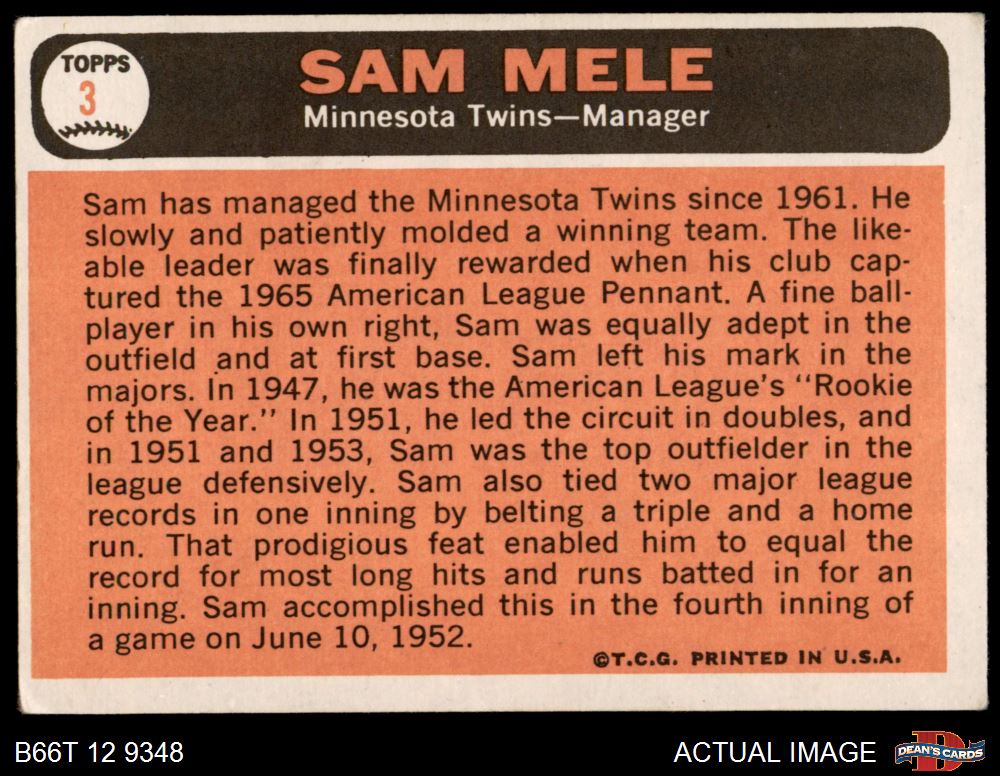 TOPPS
3
SAM MELE
Minnesota Twins—Manager
Sam has managed the Minnesota Twins since 1961. He
slowly and patiently molded a winning team. The like-
able leader was finally rewarded when his club cap-
tured the 1965 American League Pennant. A fine ball-
player in his own right, Sam was equally adept in the
outfield and at first base. Sam left his mark in the
majors. In 1947, he was the American League's "Rookie
of the Year." In 1951, he led the circuit in doubles, and
in 1951 and 1953, Sam was the top outfielder in the
league defensively. Sam also tied two major league
records in one inning by belting a triple and a home
run. That prodigious feat enabled him to equal the
record for most long hits and runs batted in for an
inning. Sam accomplished this in the fourth inning of
a game on June 10, 1952.
©T.C.G. PRINTED IN U.S.A.
B66T 12 9348
ACTUAL IMAGE
D
DEAN'S CARDS